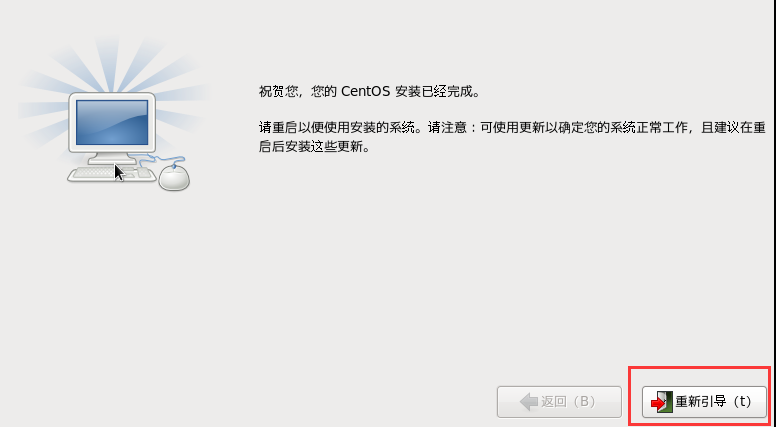 祝贺您，您的 CentOS 安装已经完成。
请重启以便使用安装的系统。请注意：可使用更新以确定您的系统正常工作，且建议在重
启后安装这些更新。
返回（B）
重新引导（t）